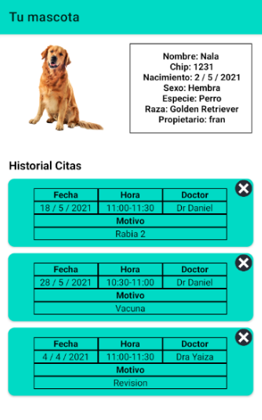 Tu mascota
Nombre: Nala
Chip: 1231
Nacimiento: 2 / 5 / 2021
Sexo: Hembra
Especie: Perro
Raza: Golden Retriever
Propietario: fran
Historial Citas
Fecha Hora Doctor
18 / 5 / 2021 11:00-11:30 Dr Daniel
Motivo
Rabia 2
Fecha Hora Doctor
28 / 5 / 2021 10.30-11:00 Dr Daniel
Motivo
Vacuna
Fecha Hora Doctor
4 / 4 / 2021 11:00-11:30 Dra Yaiza
Motivo
Revision